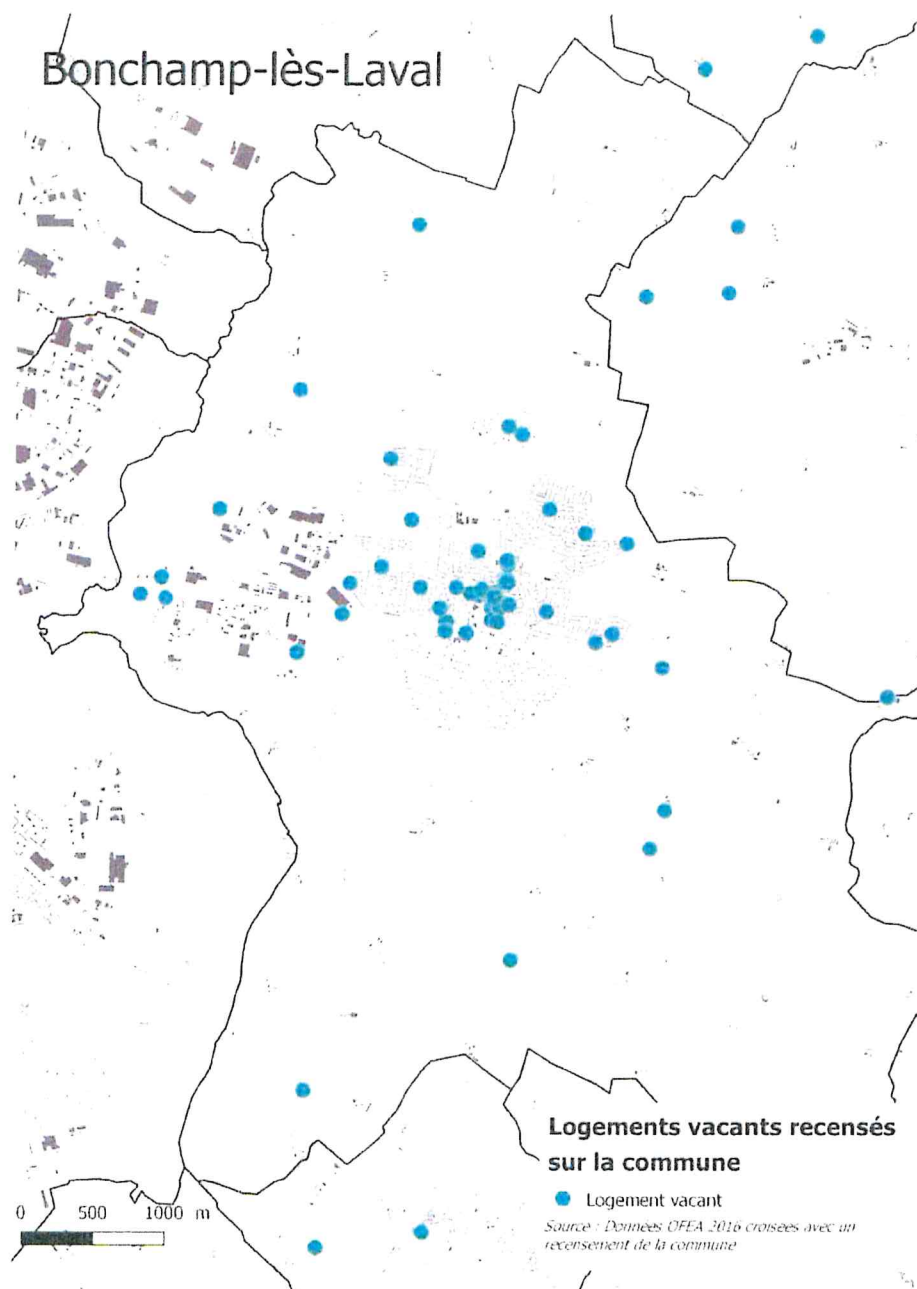 Bonchamp-lès-Laval
Logements vacants recensés
sur la commune
Logement vacant
Source : Données OFEA 2016 croisées avec un
recensement de la commune
0 500 1000 m